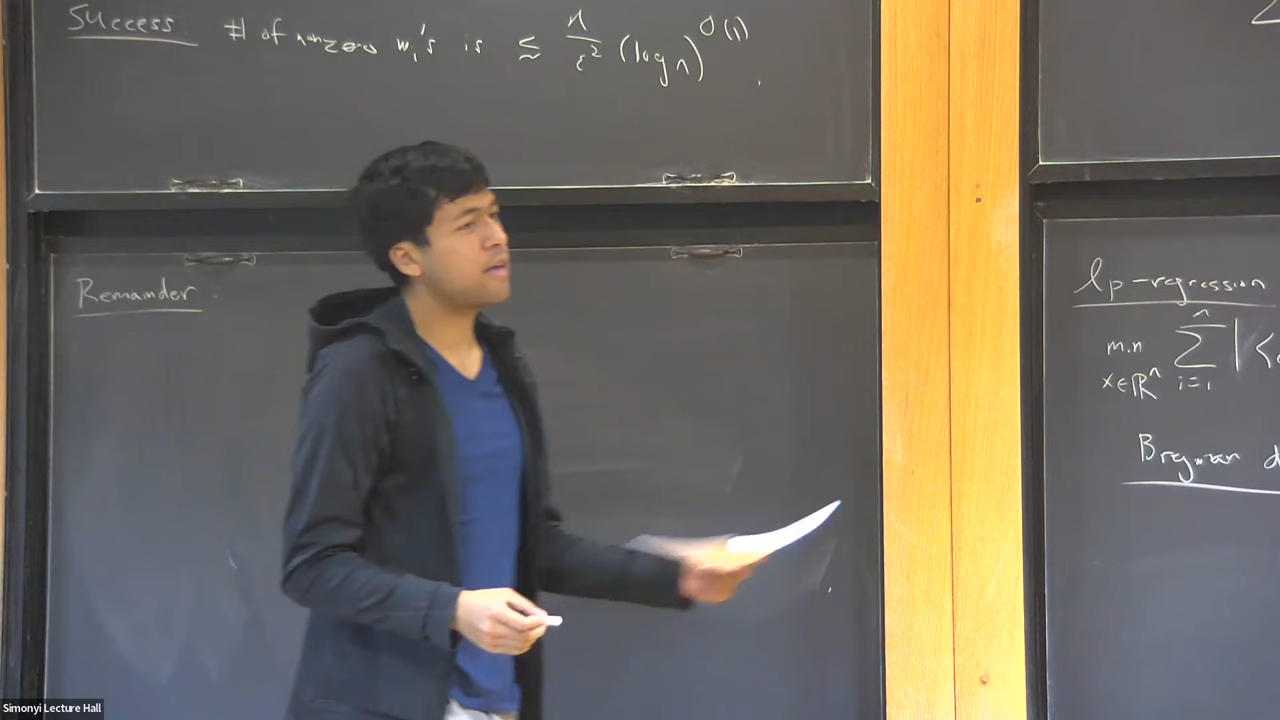 Success. # of nonzero wᵢ's is ≲ n/ε² (log n)^O(1).
Remainder.
lp-regression
min x∈ℝⁿ Σ i=1 n |<
Bregman d
Simonyi Lecture Hall